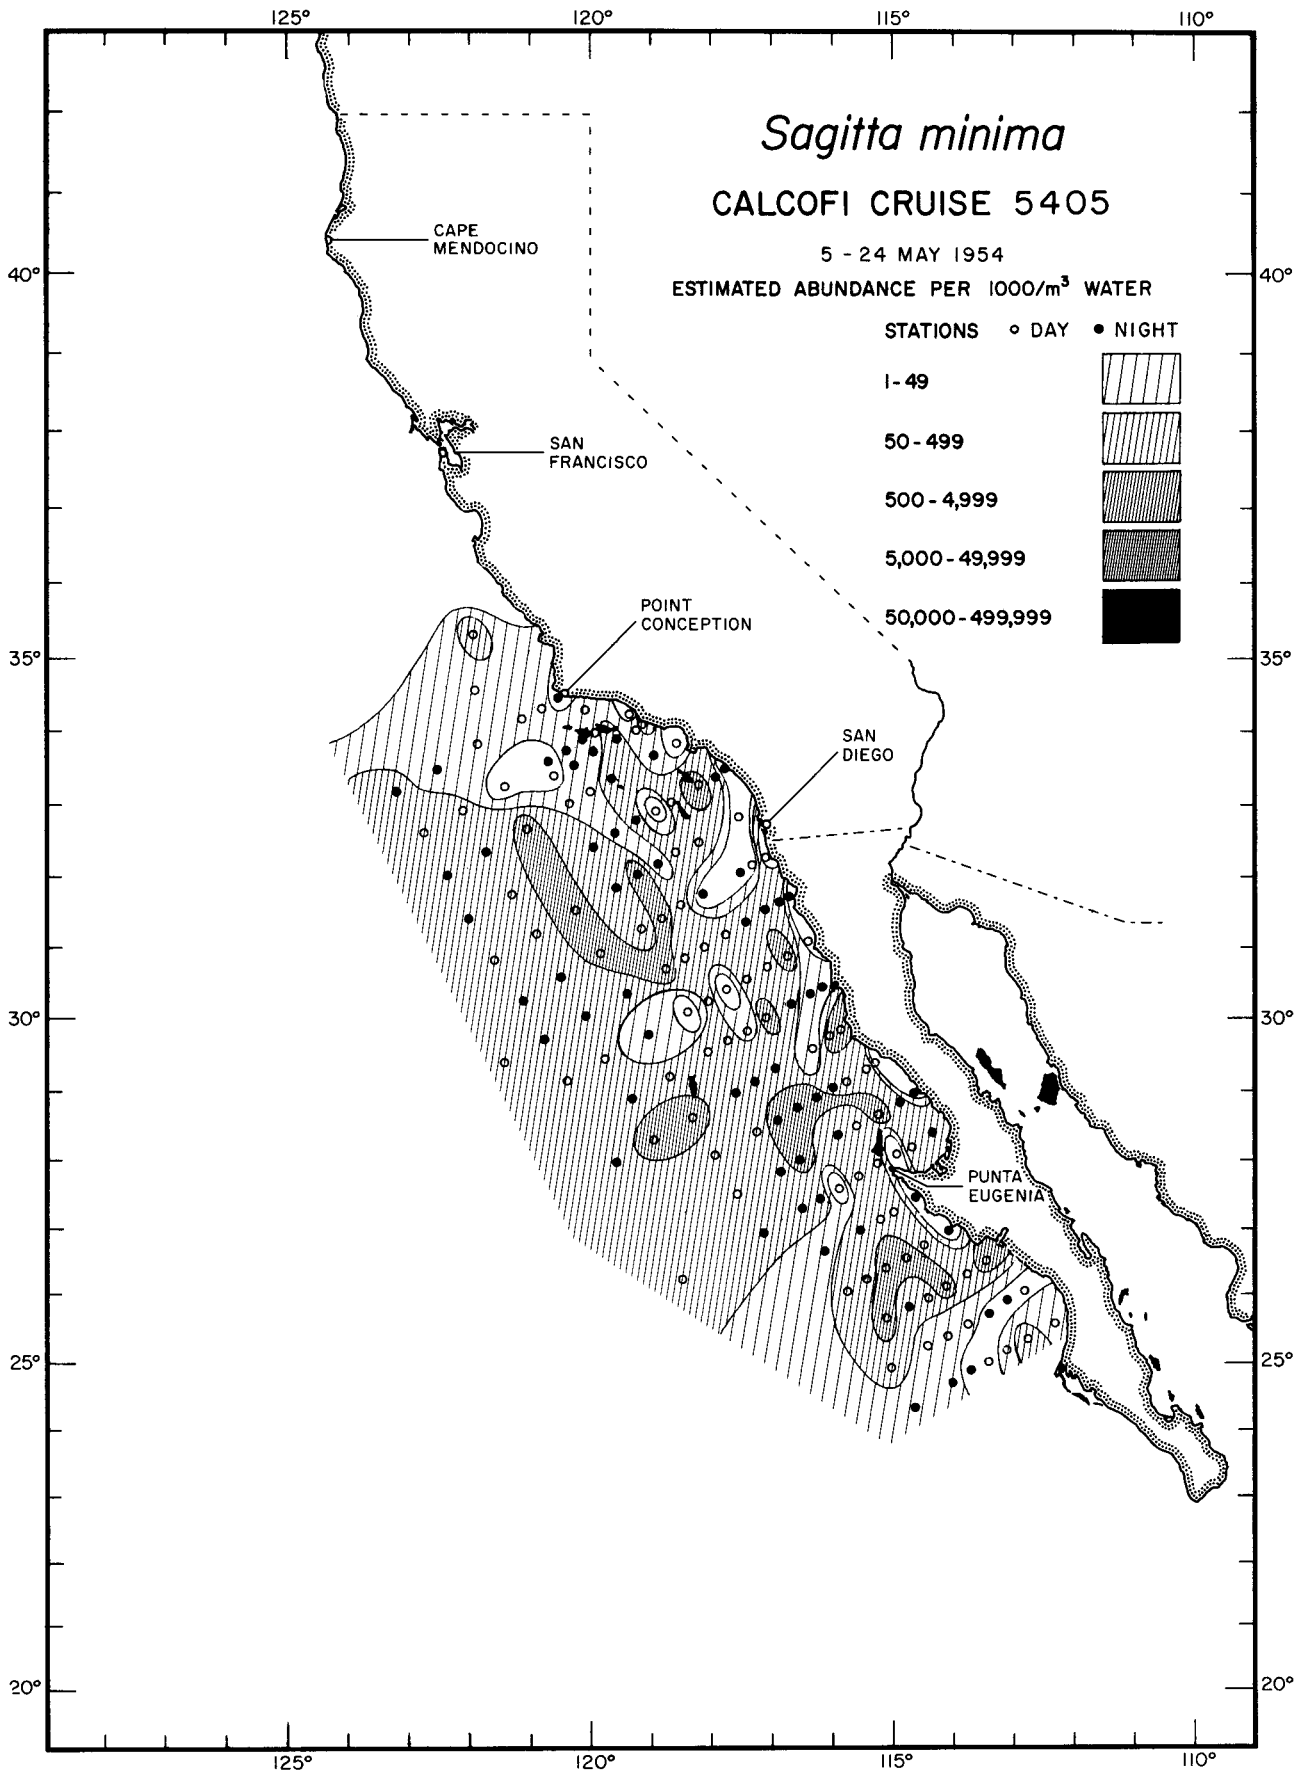 125° 120° 115° 110°
Sagitta minima
CALCOFI CRUISE 5405
5 - 24 MAY 1954
ESTIMATED ABUNDANCE PER 1000/m³ WATER
STATIONS ○ DAY ● NIGHT
1-49
50-499
500-4,999
5,000-49,999
50,000-499,999
CAPE
MENDOCINO
40° 40°
SAN
FRANCISCO
POINT
CONCEPTION
35° 35°
SAN
DIEGO
30° 30°
PUNTA
EUGENIA
25° 25°
20° 20°
125° 120° 115° 110°